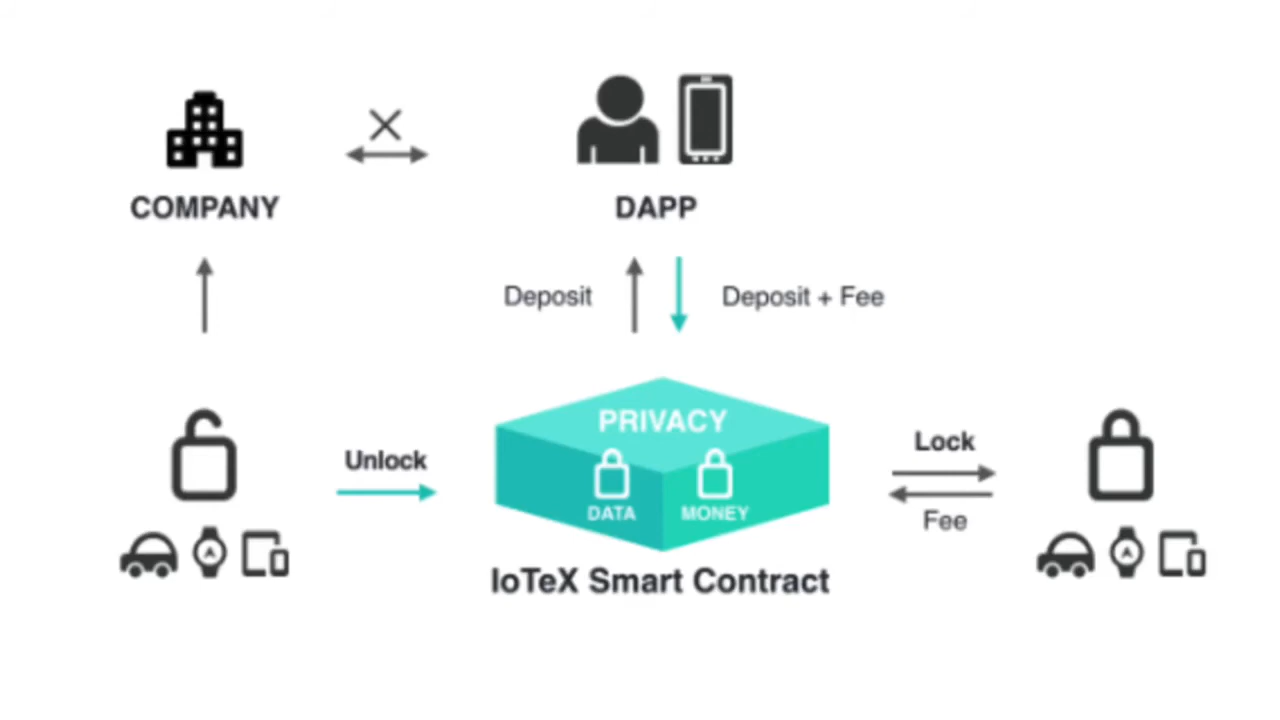 COMPANY
DAPP
Deposit
Deposit + Fee
PRIVACY
DATA
MONEY
Unlock
Lock
Fee
IoTeX Smart Contract